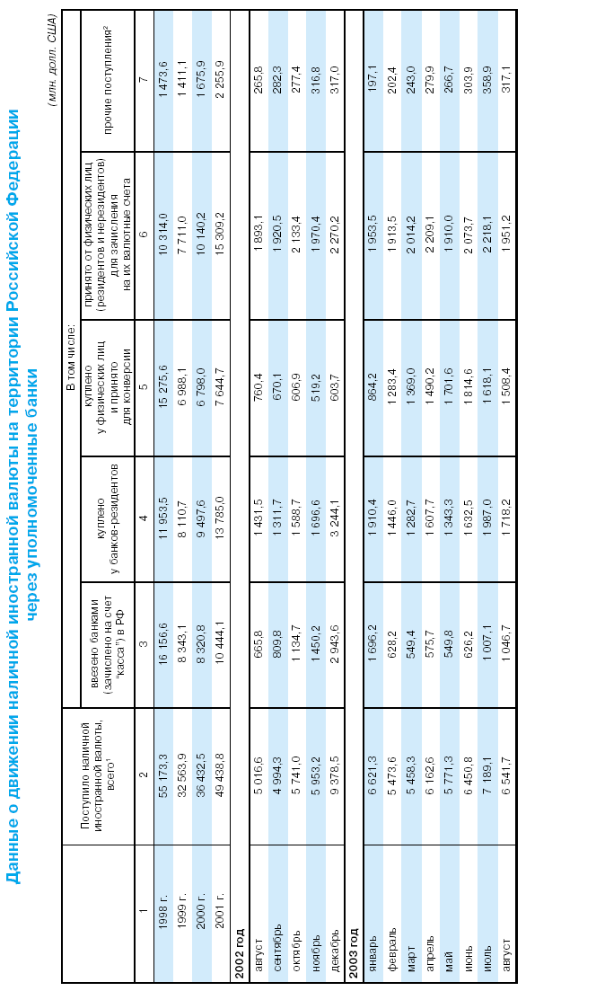 Данные о движении наличной иностранной валюты на территории Российской Федерации
через уполномоченные банки
(млн. долл. США)
Поступило наличной
иностранной валюты,
всего¹
В том числе:
ввезено банками
(зачислено на счет
“касса”) в РФ
куплено
у банков-резидентов
куплено
у физических лиц
и принято
для конверсии
принято от физических лиц
(резидентов и нерезидентов)
для зачисления
на их валютные счета
прочие поступления²
1 2 3 4 5 6 7
1998 г. 55 173,3 16 156,6 11 953,5 15 275,6 10 314,0 1 473,6
1999 г. 32 563,9 8 343,1 8 110,7 6 988,1 7 711,0 1 411,1
2000 г. 36 432,5 8 320,8 9 497,6 6 798,0 10 140,2 1 675,9
2001 г. 49 438,8 10 444,1 13 785,0 7 644,7 15 309,2 2 255,9
2002 год
август 5 016,6 665,8 1 431,5 760,4 1 893,1 265,8
сентябрь 4 994,3 809,8 1 311,7 670,1 1 920,5 282,3
октябрь 5 741,0 1 134,7 1 588,7 606,9 2 133,4 277,4
ноябрь 5 953,2 1 450,2 1 696,6 519,2 1 970,4 316,8
декабрь 9 378,5 2 943,6 3 244,1 603,7 2 270,2 317,0
2003 год
январь 6 621,3 1 696,2 1 910,4 864,2 1 953,5 197,1
февраль 5 473,6 628,2 1 446,0 1 283,4 1 913,5 202,4
март 5 458,3 549,4 1 282,7 1 369,0 2 014,2 243,0
апрель 6 162,6 575,7 1 607,7 1 490,2 2 209,1 279,9
май 5 771,3 549,8 1 343,3 1 701,6 1 910,0 266,7
июнь 6 450,8 626,2 1 632,5 1 814,6 2 073,7 303,9
июль 7 189,1 1 007,1 1 987,0 1 618,1 2 218,1 358,9
август 6 541,7 1 046,7 1 718,2 1 508,4 1 951,2 317,1